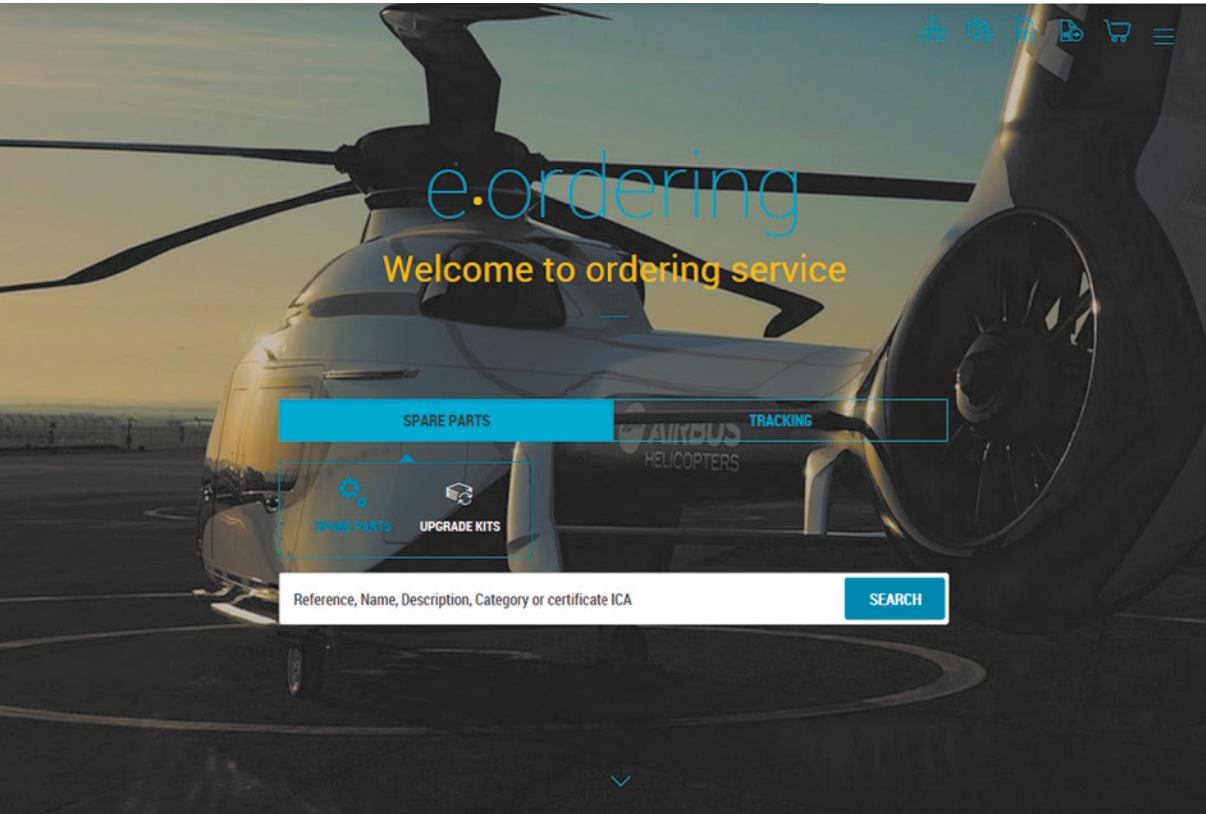 e.ordering
Welcome to ordering service
SPARE PARTS
TRACKING
AIRBUS
HELICOPTERS
SPARE PARTS
UPGRADE KITS
Reference, Name, Description, Category or certificate ICA
SEARCH